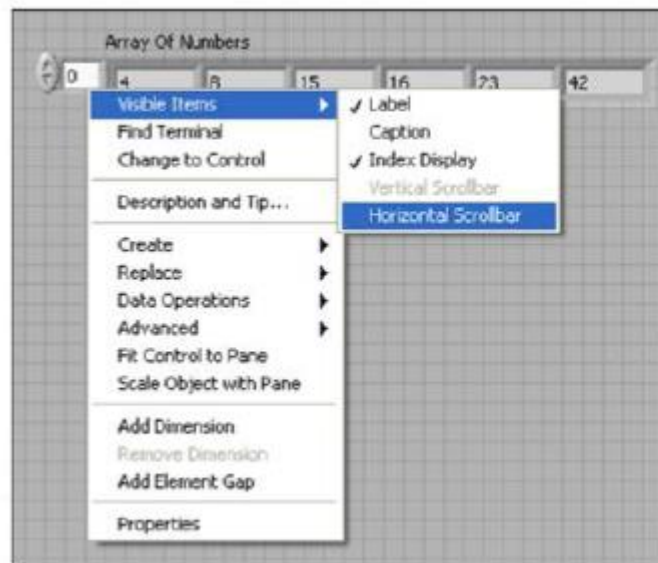 Array Of Numbers
0 4 8 15 16 23 42
Visible Items
Find Terminal
Change to Control
Description and Tip...
Create
Replace
Data Operations
Advanced
Fit Control to Pane
Scale Object with Pane
Add Dimension
Remove Dimension
Add Element Gap
Properties
Label
Caption
Index Display
Vertical Scrollbar
Horizontal Scrollbar